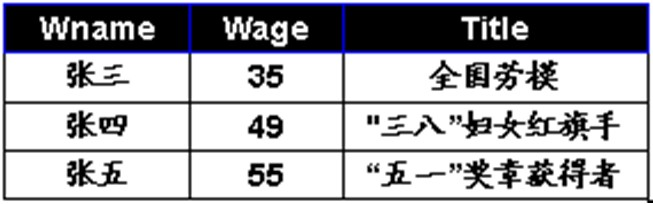 Wname Wage Title
张三 35 全国劳模
张四 49 "三八”妇女红旗手
张五 55 “五一”奖章获得者